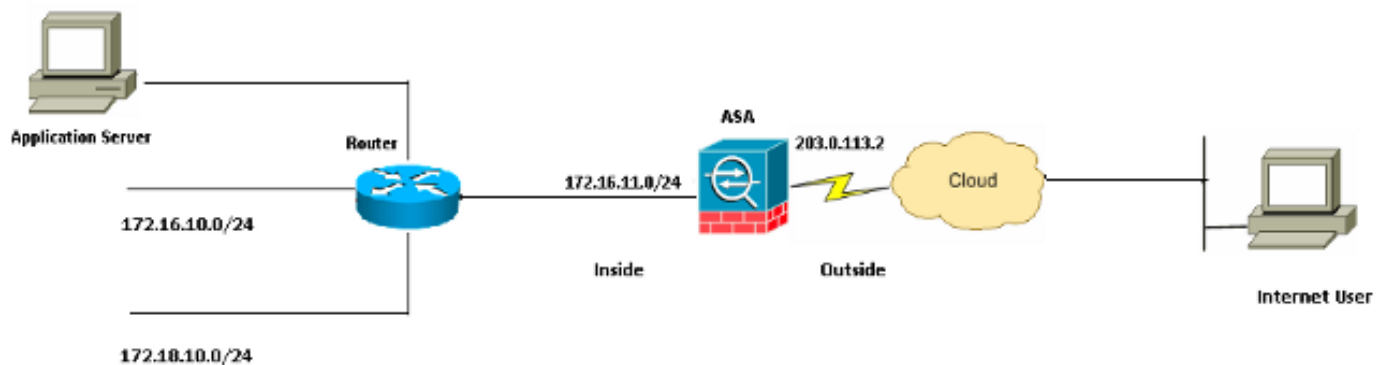 Application Server
Router
172.16.10.0/24
172.18.10.0/24
172.16.11.0/24
Inside
ASA
203.0.113.2
Outside
Cloud
Internet User